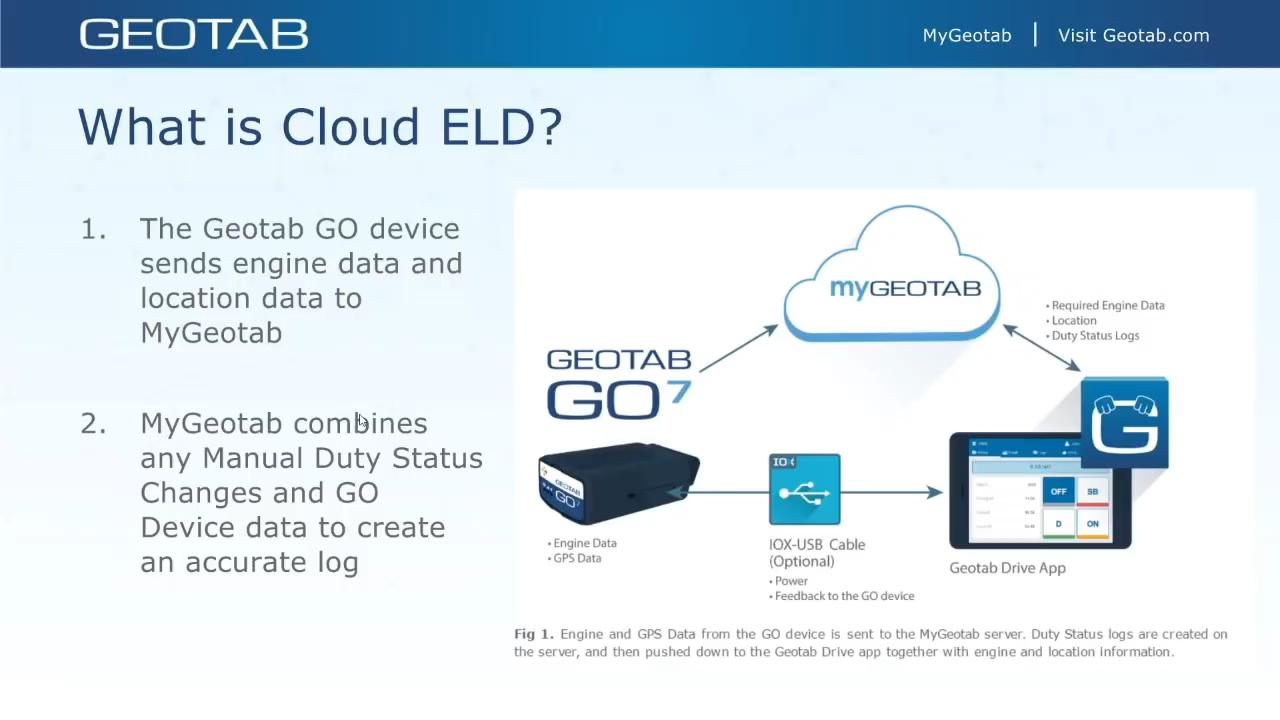 GEOTAB
MyGeotab | Visit Geotab.com
What is Cloud ELD?
1. The Geotab GO device
sends engine data and
location data to
MyGeotab
2. MyGeotab combines
any Manual Duty Status
Changes and GO
Device data to create
an accurate log
myGEOTAB
• Required Engine Data
• Location
• Duty Status Logs
GEOTAB
GO7
GEOTAB
GO7
• Engine Data
• GPS Data
IOX
IOX-USB Cable
(Optional)
• Power
• Feedback to the GO device
G
OFF
SB
D
ON
Geotab Drive App
Fig 1. Engine and GPS Data from the GO device is sent to the MyGeotab server. Duty Status logs are created on
the server, and then pushed down to the Geotab Drive app together with engine and location information.